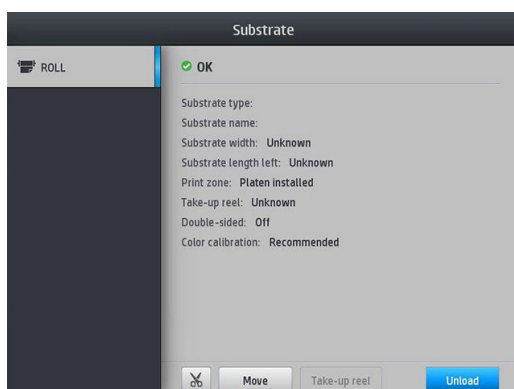 Substrate
ROLL
OK
Substrate type:
Substrate name:
Substrate width: Unknown
Substrate length left: Unknown
Print zone: Platen installed
Take-up reel: Unknown
Double-sided: Off
Color calibration: Recommended
Move
Take-up reel
Unload